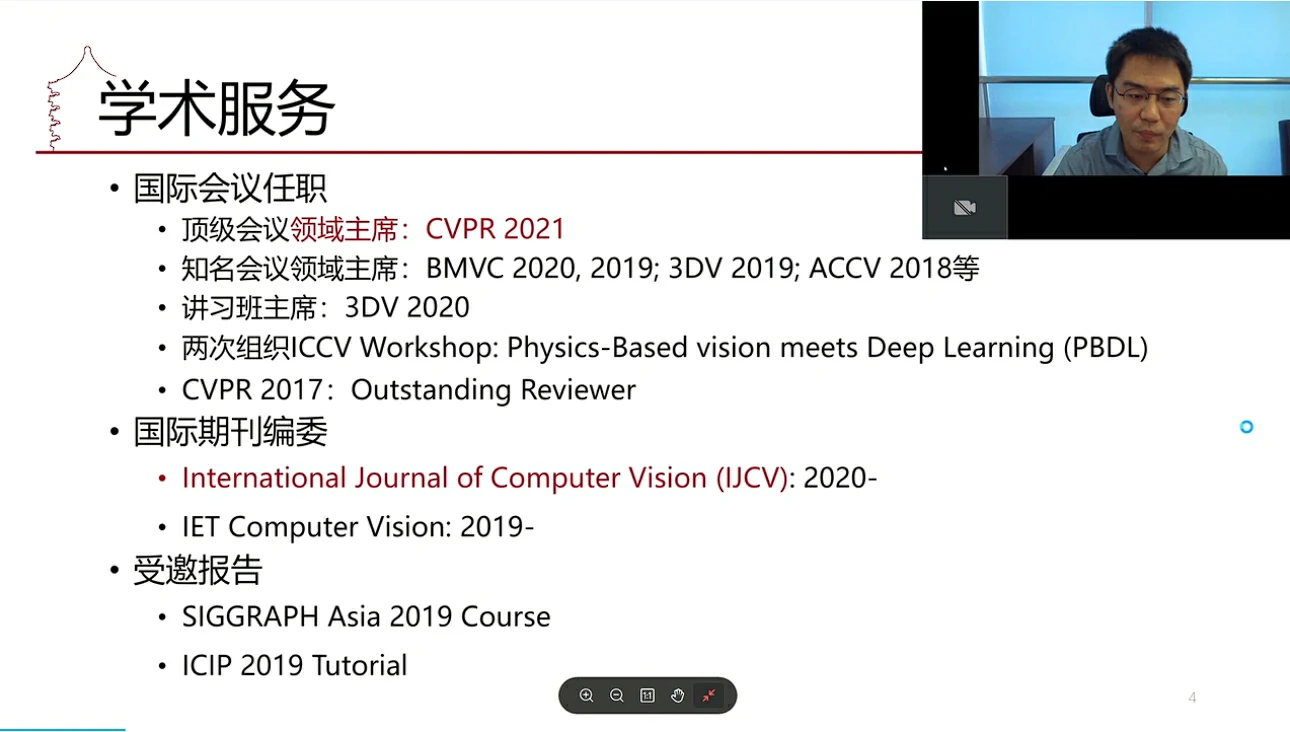 学术服务
• 国际会议任职
• 顶级会议领域主席：CVPR 2021
• 知名会议领域主席：BMVC 2020, 2019; 3DV 2019; ACCV 2018等
• 讲习班主席：3DV 2020
• 两次组织ICCV Workshop: Physics-Based vision meets Deep Learning (PBDL)
• CVPR 2017：Outstanding Reviewer
• 国际期刊编委
• International Journal of Computer Vision (IJCV): 2020-
• IET Computer Vision: 2019-
• 受邀报告
• SIGGRAPH Asia 2019 Course
• ICIP 2019 Tutorial
1:1
4